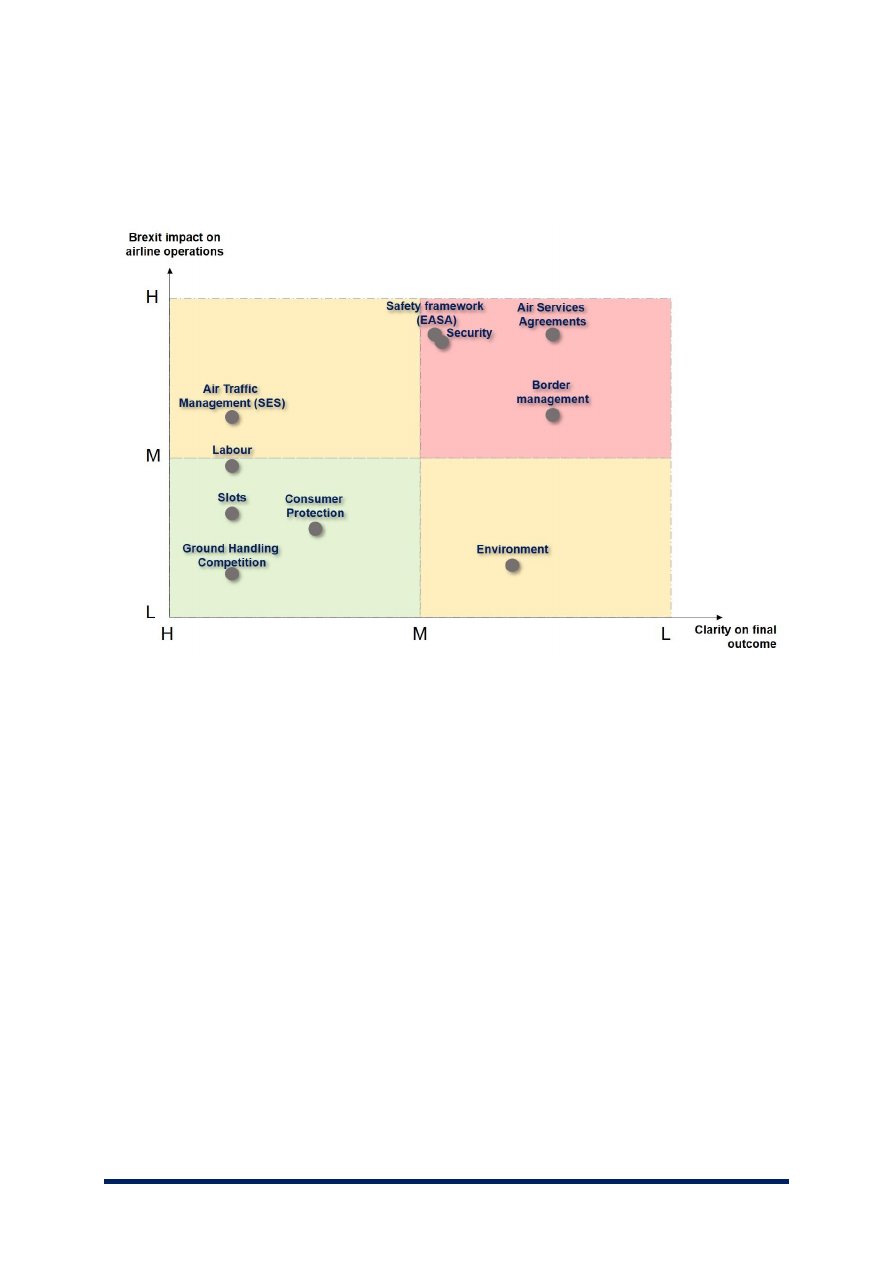 Brexit impact on
airline operations
H
Safety framework
(EASA)
Security
Air Services
Agreements
Air Traffic
Management (SES)
Border
management
M
Labour
Slots
Consumer
Protection
Ground Handling
Competition
Environment
L
H
M
L
Clarity on final
outcome